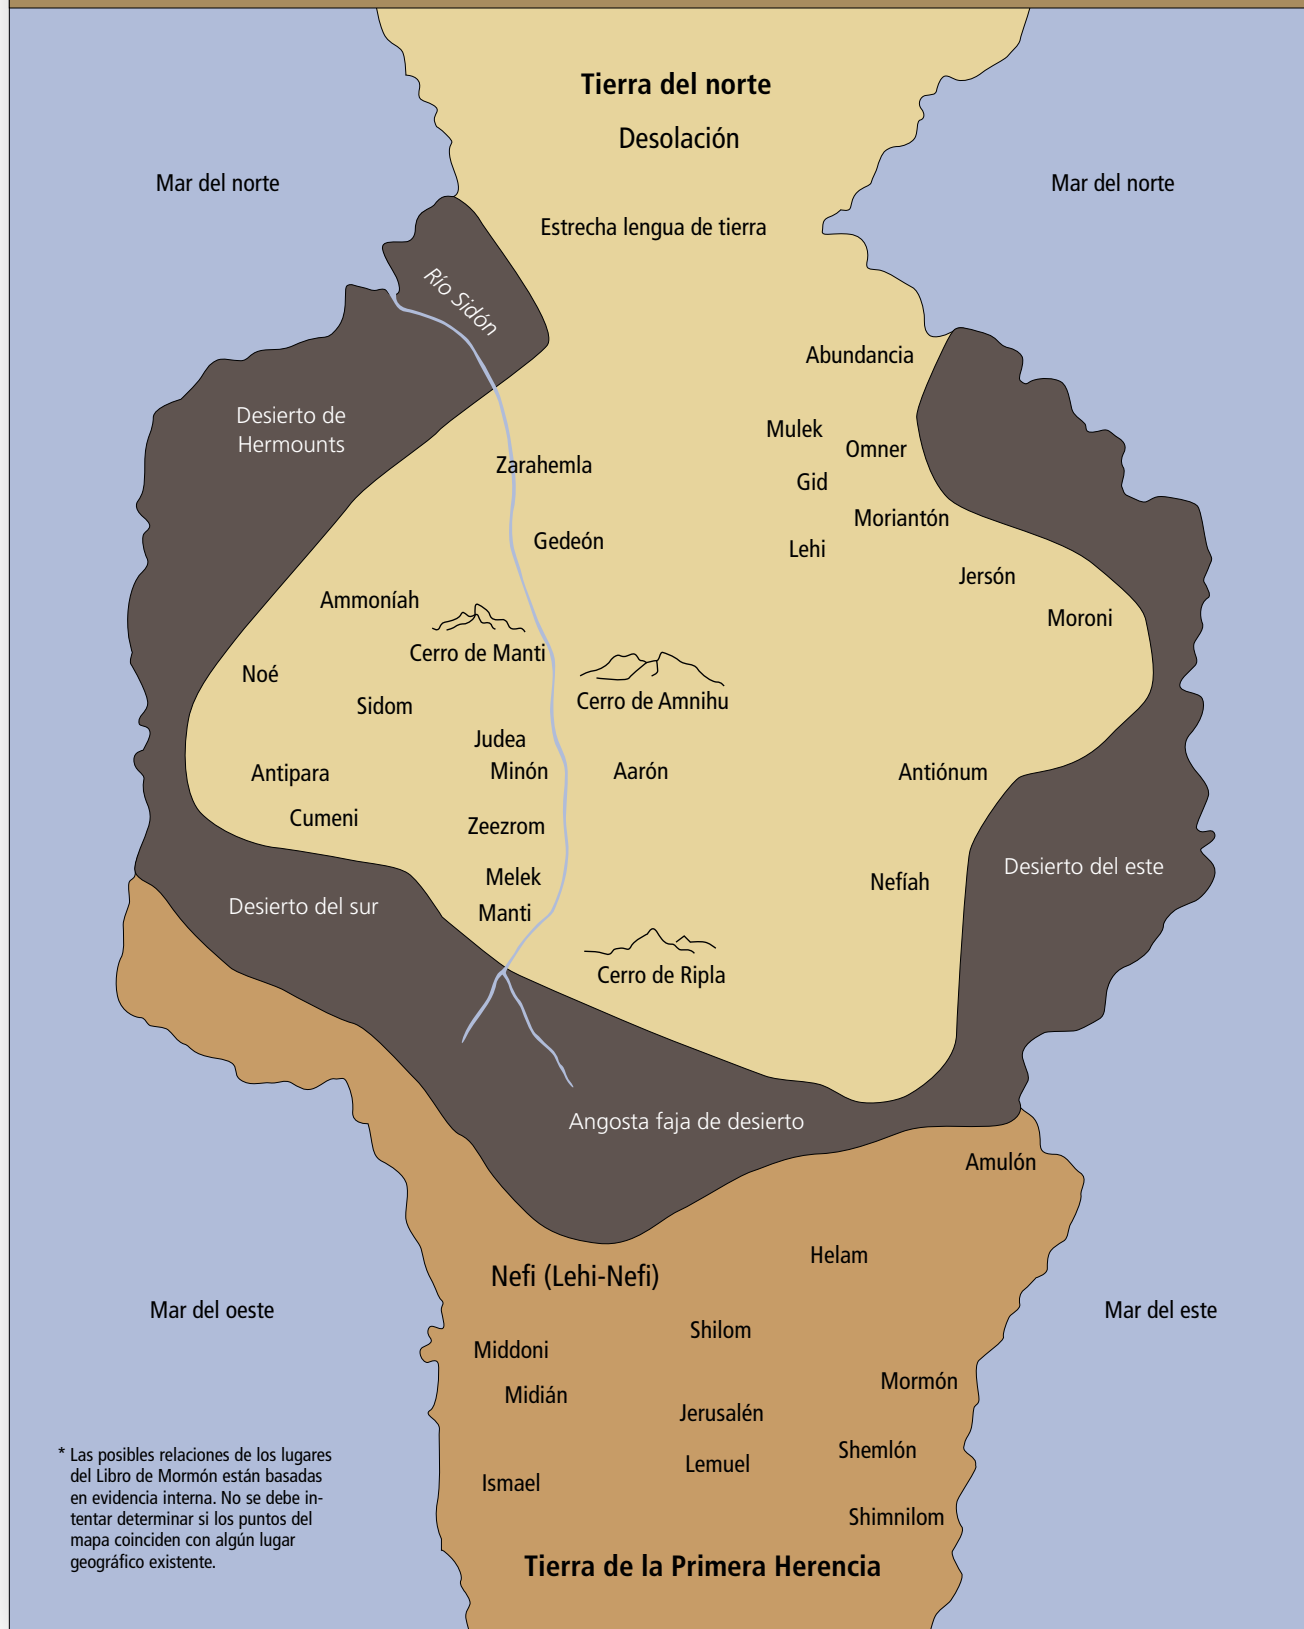 Tierra del norte
Desolación
Mar del norte
Mar del norte
Estrecha lengua de tierra
Río Sidón
Abundancia
Desierto de
Hermounts
Mulek
Omner
Zarahemla
Gid
Moriantón
Gedeón
Lehi
Jersón
Ammoníah
Moroni
Cerro de Manti
Noé
Cerro de Amnihu
Sidom
Judea
Antipara
Minón
Aarón
Antiónum
Cumeni
Zeezrom
Desierto del este
Melek
Nefíah
Desierto del sur
Manti
Cerro de Ripla
Angosta faja de desierto
Amulón
Helam
Nefi (Lehi-Nefi)
Mar del oeste
Mar del este
Shilom
Middoni
Mormón
Midián
Jerusalén
Shemlón
Lemuel
Ismael
Shimnilom
Tierra de la Primera Herencia
* Las posibles relaciones de los lugares
del Libro de Mormón están basadas
en evidencia interna. No se debe in-
tentar determinar si los puntos del
mapa coinciden con algún lugar
geográfico existente.